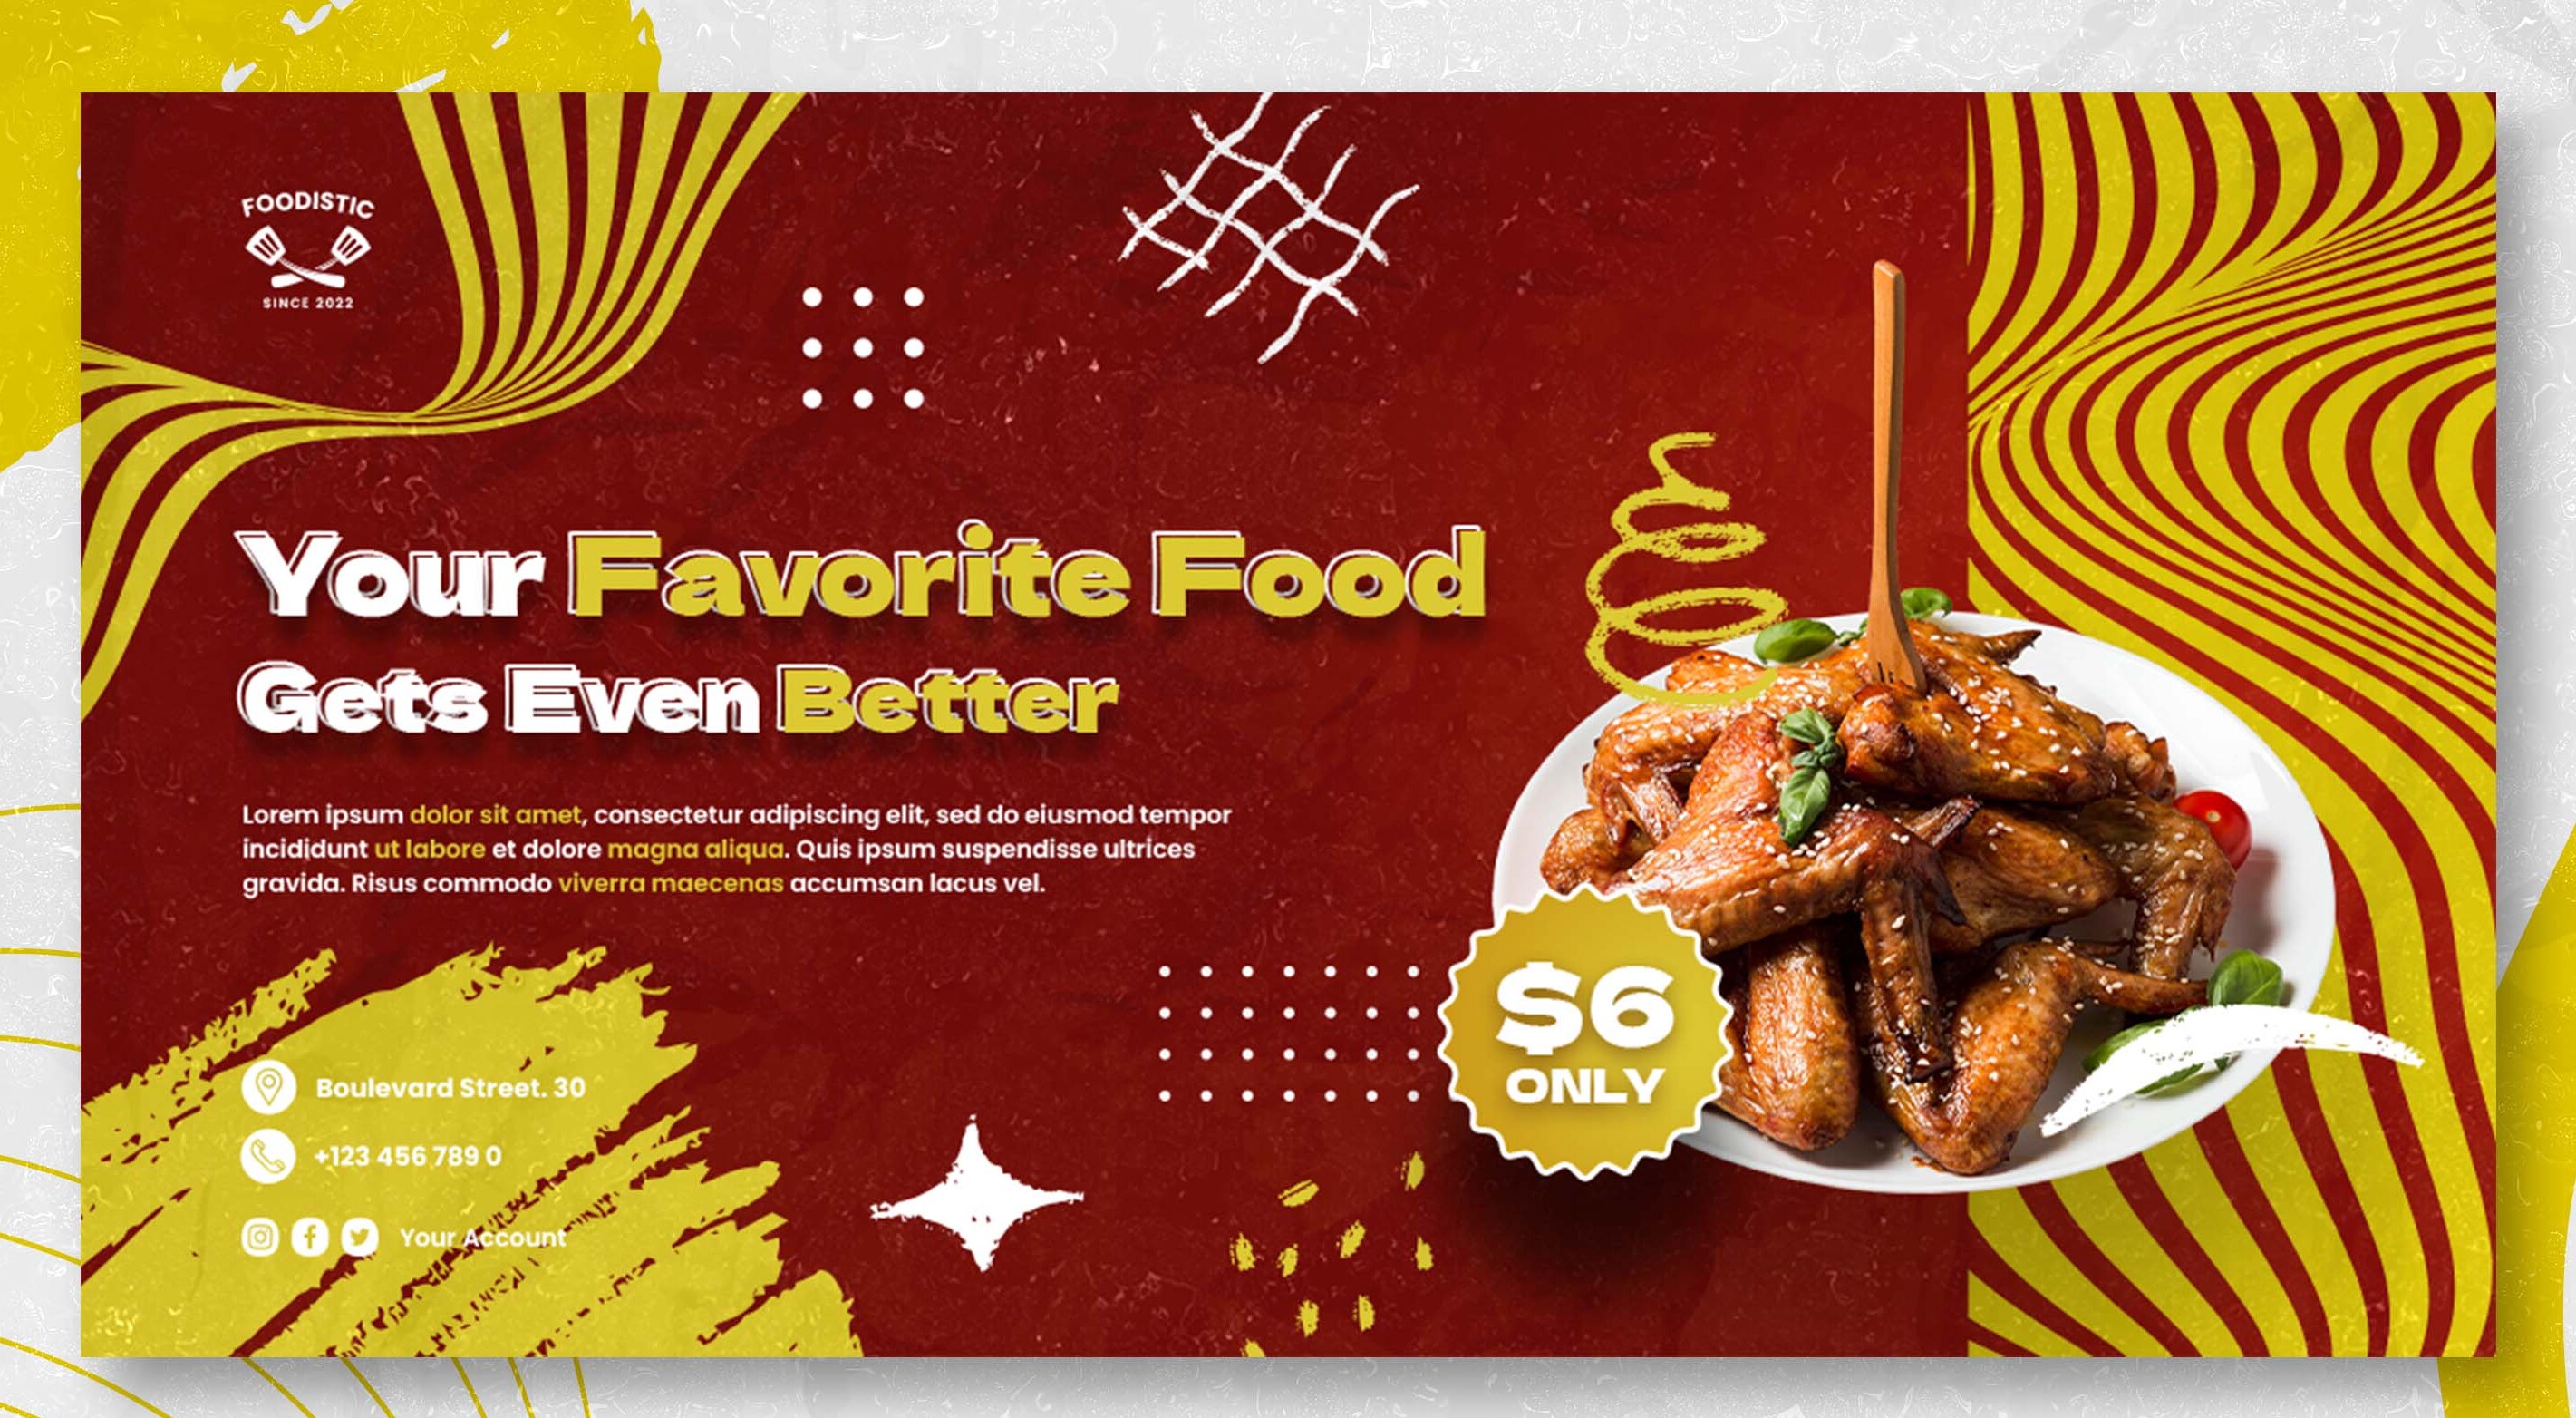 FOODISTIC
SINCE 2022
Your Favorite Food
Gets Even Better
Lorem ipsum dolor sit amet, consectetur adipiscing elit, sed do eiusmod tempor
incididunt ut labore et dolore magna aliqua. Quis ipsum suspendisse ultrices
gravida. Risus commodo viverra maecenas accumsan lacus vel.
$6
ONLY
Boulevard Street. 30
+123 456 789 0
Your Account